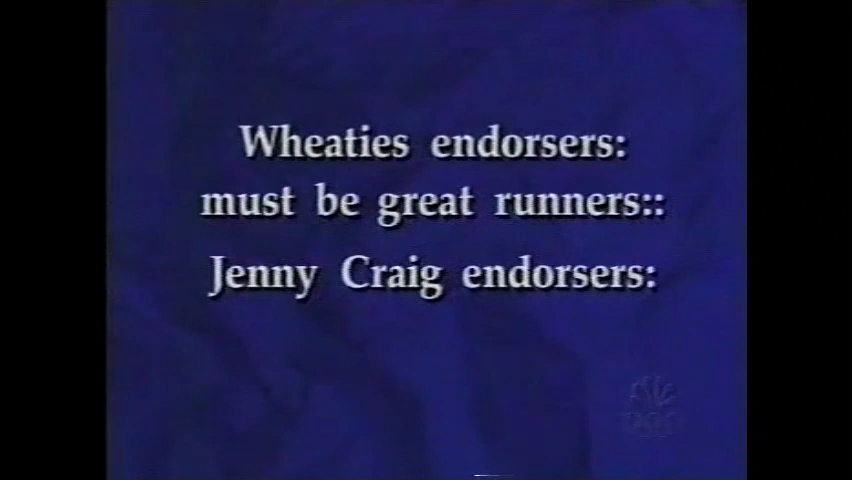 Wheaties endorsers:
must be great runners::
Jenny Craig endorsers: